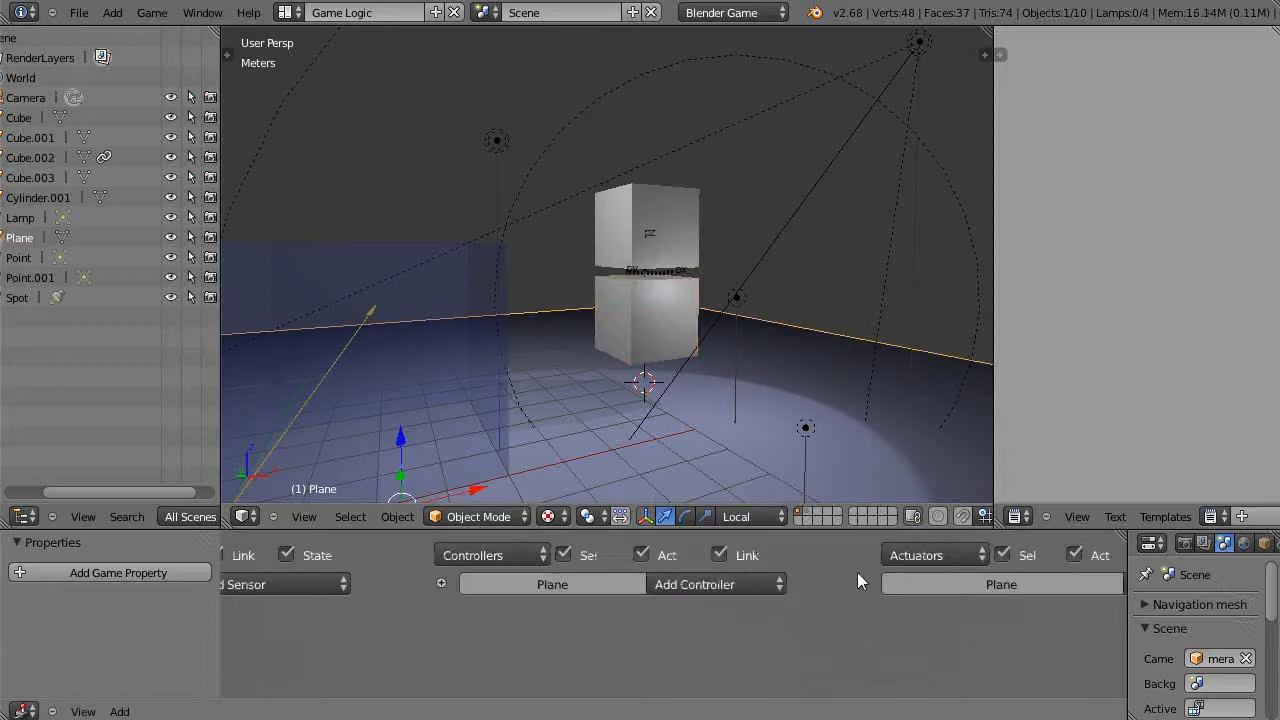 File Add Game Window Help Game Logic Scene Blender Game v2.68 | Verts:48 | Faces:37 | Tris:74 | Objects:1/10 | Lamps:0/4 | Mem:16.14M (0.11M) |
ene
RenderLayers |
World
Camera |
Cube |
Cube.001 |
Cube.002 |
Cube.003 |
Cylinder.001 |
Lamp |
Plane |
Point |
Point.001 |
Spot |
User Persp
Meters
(1) Plane
View Search All Scenes
View Select Object Object Mode Local
View Text Templates
Properties
Add Game Property
Link State Controllers Sel Act Link Actuators Sel Act
d Sensor Plane Add Controller Plane
Scene
Navigation mesh
Scene
Came mera
Backg
Active
View Add